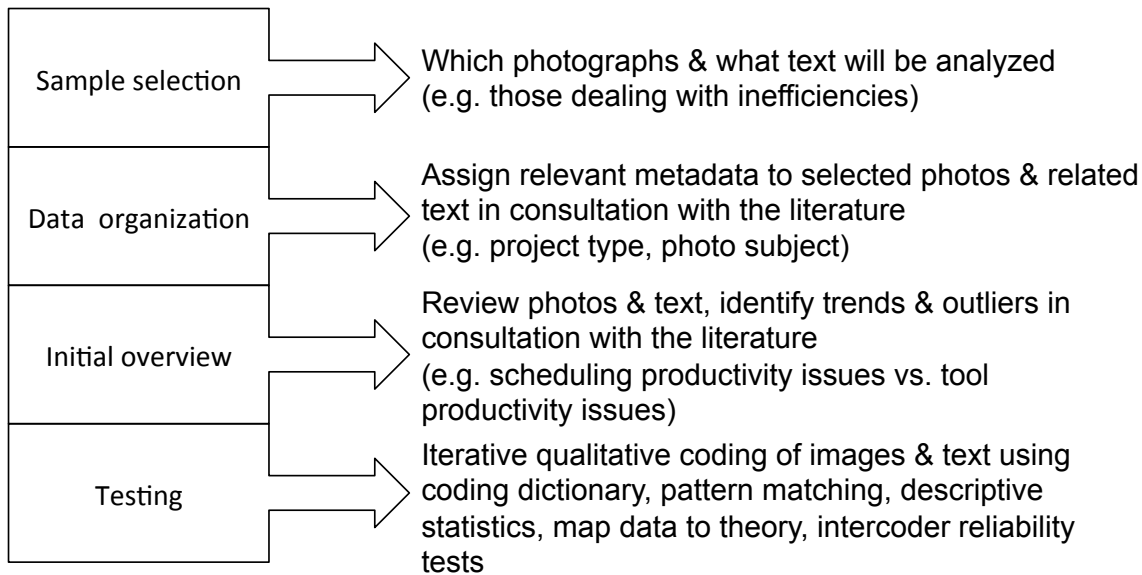 Sample selection
Which photographs & what text will be analyzed
(e.g. those dealing with inefficiencies)
Data organization
Assign relevant metadata to selected photos & related
text in consultation with the literature
(e.g. project type, photo subject)
Initial overview
Review photos & text, identify trends & outliers in
consultation with the literature
(e.g. scheduling productivity issues vs. tool
productivity issues)
Testing
Iterative qualitative coding of images & text using
coding dictionary, pattern matching, descriptive
statistics, map data to theory, intercoder reliability
tests